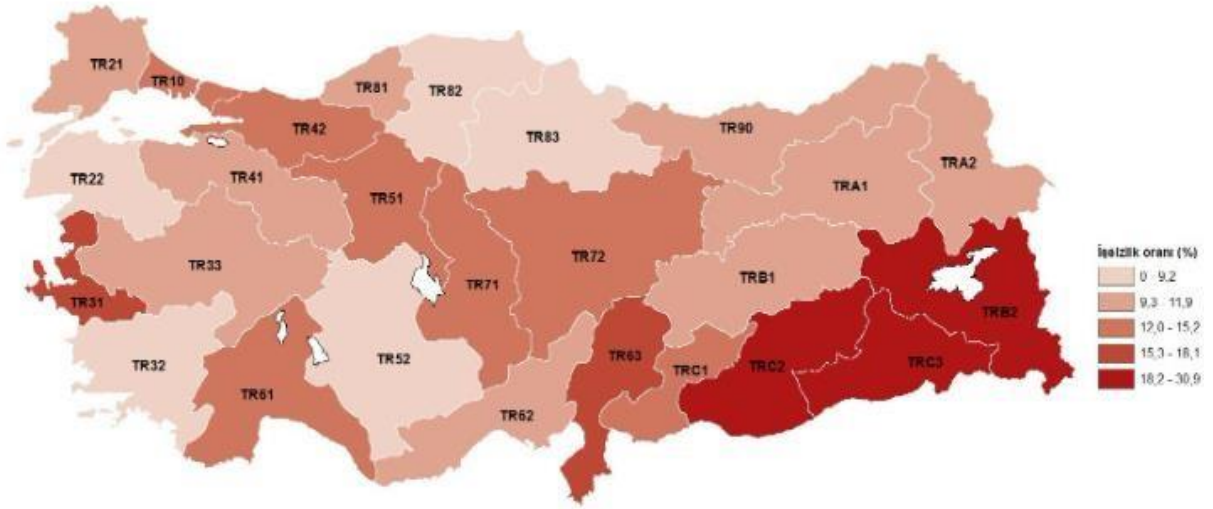 TR21
TR10
TR81
TR82
TR42
TR83
TR90
TRA2
TR22
TR41
TR51
TRA1
TR33
TR72
TR71
TRB1
TR31
TRB2
TR32
TR52
TR63
TRC1
TRC2
TRC3
TR61
TR62
İşsizlik oranı (%)
0 - 9,2
9,3 - 11,9
12,0 - 15,2
15,3 - 18,1
18,2 - 30,9